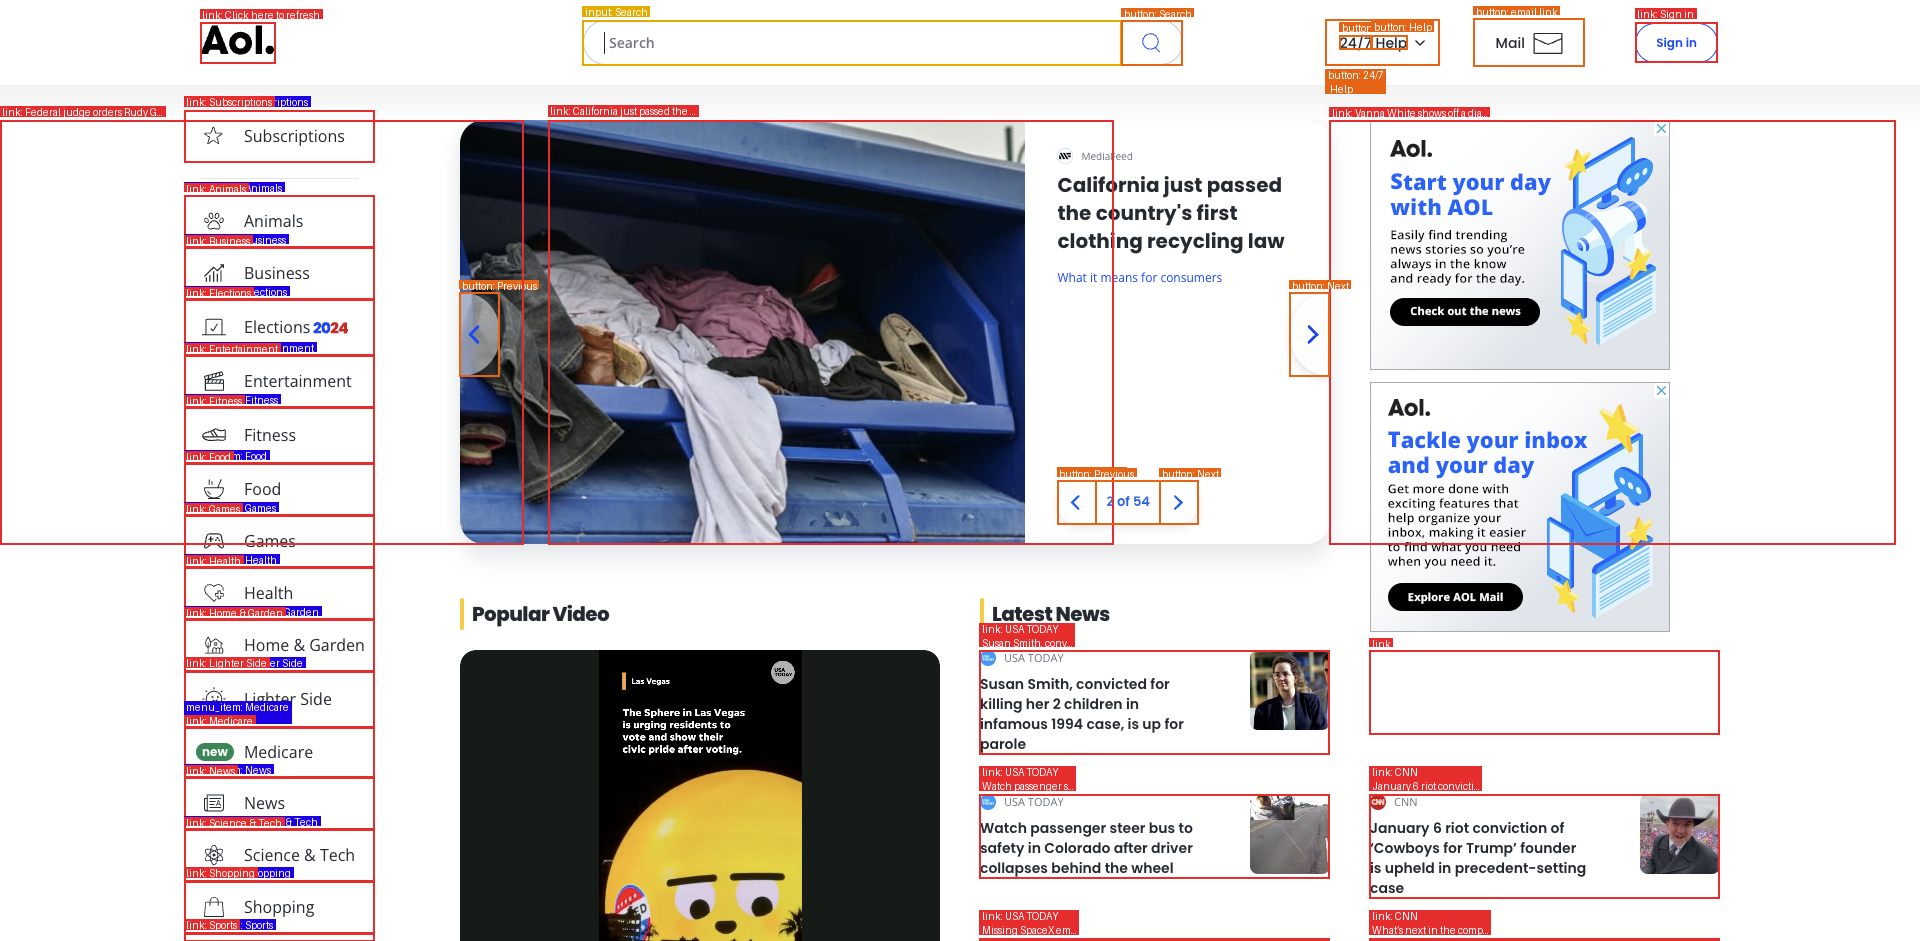 link: Click here to refresh
Aol.
input: Search
Search
button: Search
button: Help
24/7 Help
button: 24/7
Help
button: email link
Mail
link: Sign in
Sign in
link: Federal judge orders Rudy G...
link: Subscriptions
Subscriptions
link: Animals
Animals
link: Business
Business
link: Elections
Elections 2024
link: Entertainment
Entertainment
link: Fitness
Fitness
link: Food
Food
link: Games
Games
link: Health
Health
link: Home & Garden
Home & Garden
link: Lighter Side
Lighter Side
menu_item: Medicare
link: Medicare
new Medicare
link: News
News
link: Science & Tech
Science & Tech
link: Shopping
Shopping
link: Sports
link: California just passed the ...
MediaFeed
California just passed
the country's first
clothing recycling law
What it means for consumers
button: Previous
button: Next
button: Previous
button: Next
2 of 54
link: Vanna White shows off a dia...
Aol.
Start your day
with AOL
Easily find trending
news stories so you're
always in the know
and ready for the day.
Check out the news
Aol.
Tackle your inbox
and your day
Get more done with
exciting features that
help organize your
inbox, making it easier
to find what you need
when you need it.
Explore AOL Mail
Popular Video
Las Vegas
USA
TODAY
The Sphere in Las Vegas
is urging residents to
vote and show their
civic pride after voting.
Latest News
link: USA TODAY
Susan Smith, conv...
USA TODAY
Susan Smith, convicted for
killing her 2 children in
infamous 1994 case, is up for
parole
link
link: USA TODAY
Watch passenger s...
USA TODAY
Watch passenger steer bus to
safety in Colorado after driver
collapses behind the wheel
link: CNN
January 6 riot convicti...
CNN
January 6 riot conviction of
‘Cowboys for Trump’ founder
is upheld in precedent-setting
case
link: USA TODAY
Missing SpaceX em...
link: CNN
What's next in the comp...